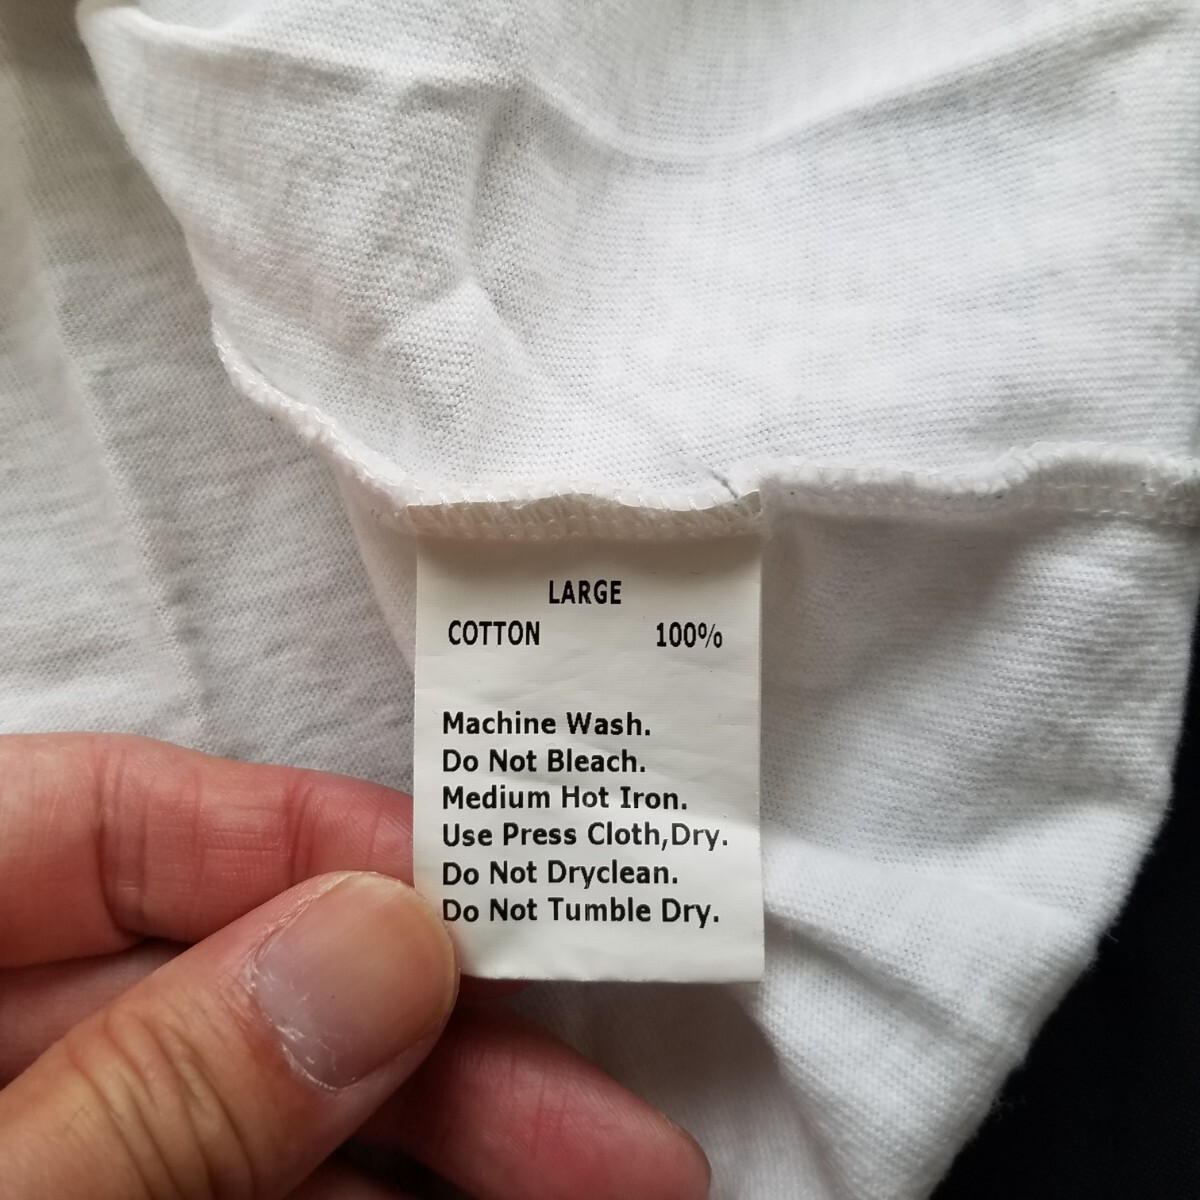 LARGE
COTTON 100%
Machine Wash.
Do Not Bleach.
Medium Hot Iron.
Use Press Cloth,Dry.
Do Not Dryclean.
Do Not Tumble Dry.